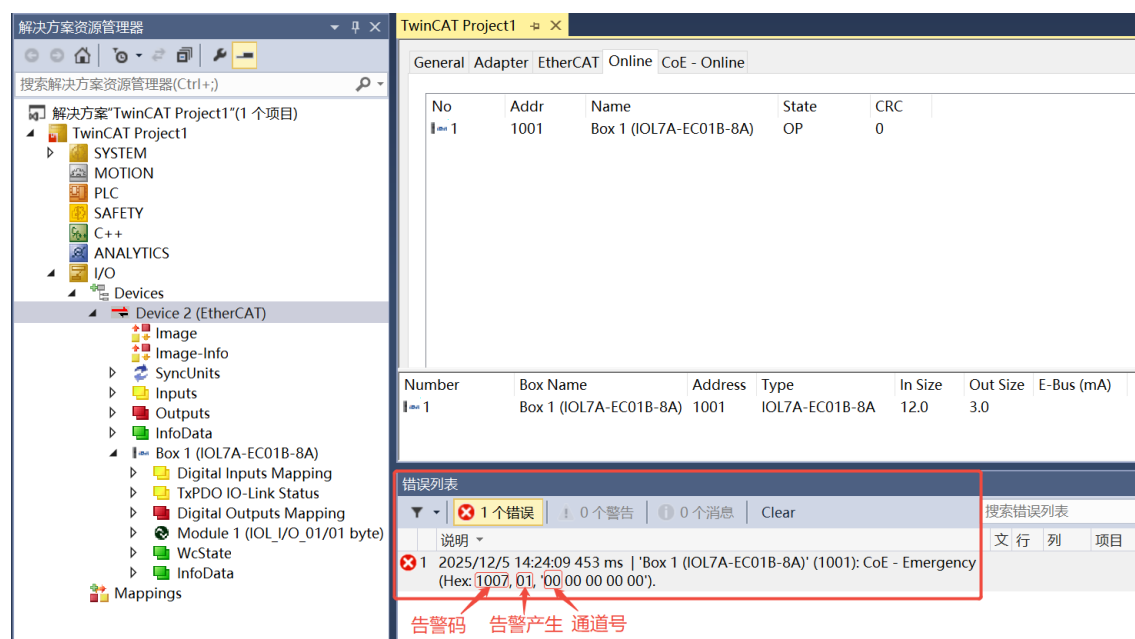 解决方案资源管理器
搜索解决方案资源管理器(Ctrl+;)
解决方案"TwinCAT Project1"(1 个项目)
TwinCAT Project1
SYSTEM
MOTION
PLC
SAFETY
C++
ANALYTICS
I/O
Devices
Device 2 (EtherCAT)
Image
Image-Info
SyncUnits
Inputs
Outputs
InfoData
Box 1 (IOL7A-EC01B-8A)
Digital Inputs Mapping
TxPDO IO-Link Status
Digital Outputs Mapping
Module 1 (IOL_I/O_01/01 byte)
WcState
InfoData
Mappings
TwinCAT Project1
General Adapter EtherCAT Online CoE - Online
No Addr Name State CRC
1 1001 Box 1 (IOL7A-EC01B-8A) OP 0
Number Box Name Address Type In Size Out Size E-Bus (mA)
1 Box 1 (IOL7A-EC01B-8A) 1001 IOL7A-EC01B-8A 12.0 3.0
错误列表
1 个错误 0 个警告 0 个消息 Clear 搜索错误列表
说明 文 行 列 项目
1 2025/12/5 14:24:09 453 ms | 'Box 1 (IOL7A-EC01B-8A)' (1001): CoE - Emergency
(Hex: 1007, 01, '00 00 00 00 00').
告警码 告警产生 通道号